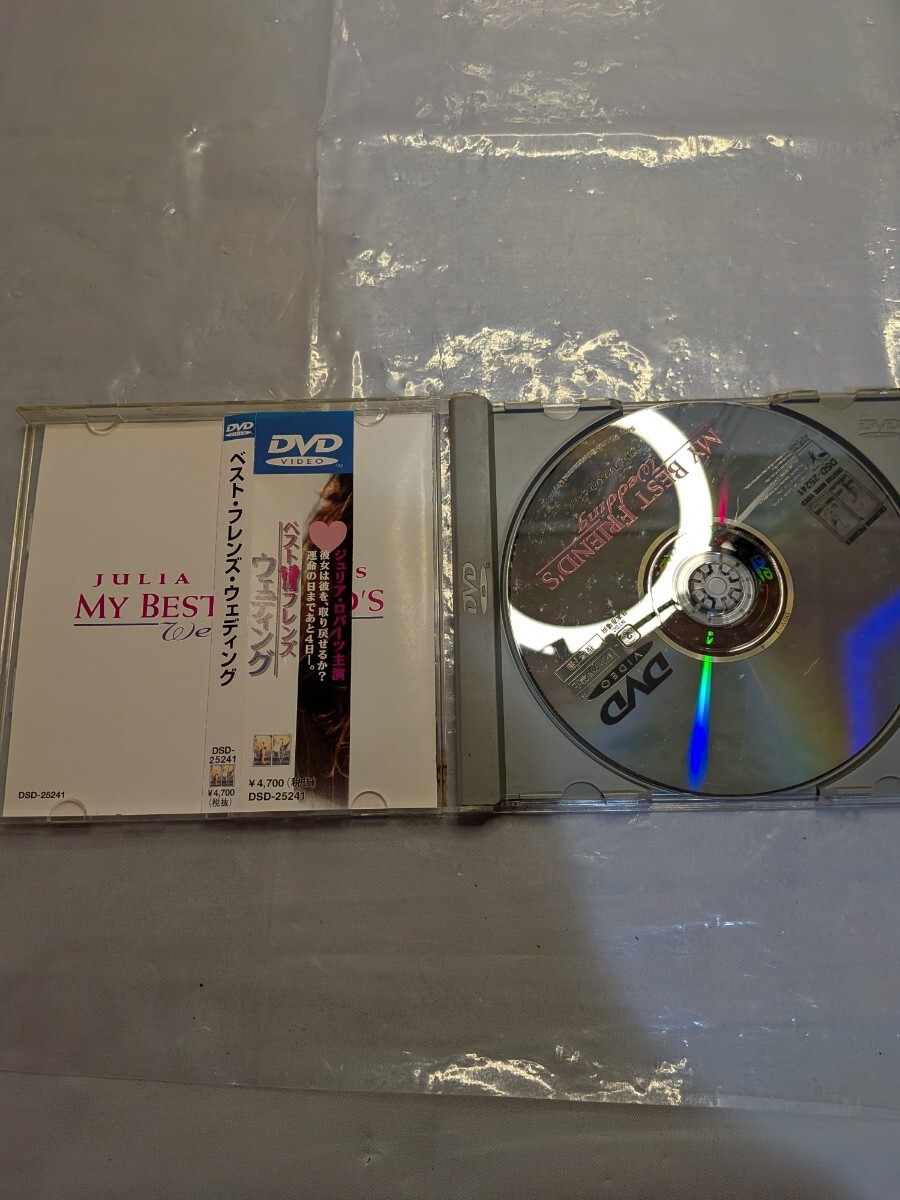 JULIA S
MY BEST D'S
We
DSD-25241
DVD
VIDEO
ベスト・フレンズ・ウェディング
DSD-
25241
¥4,700
(税抜)
DVD
VIDEO
TM
ジュリア・ロバーツ主演
彼女は彼を、取り戻せるか?
運命の日まであと4日―。
ベストフレンズ
ウェディング
¥4,700(税抜)
DSD-25241
DVD
DVD
MY BEST FRIEND'S
Wedding
DSD-25241
DVD
VIDEO